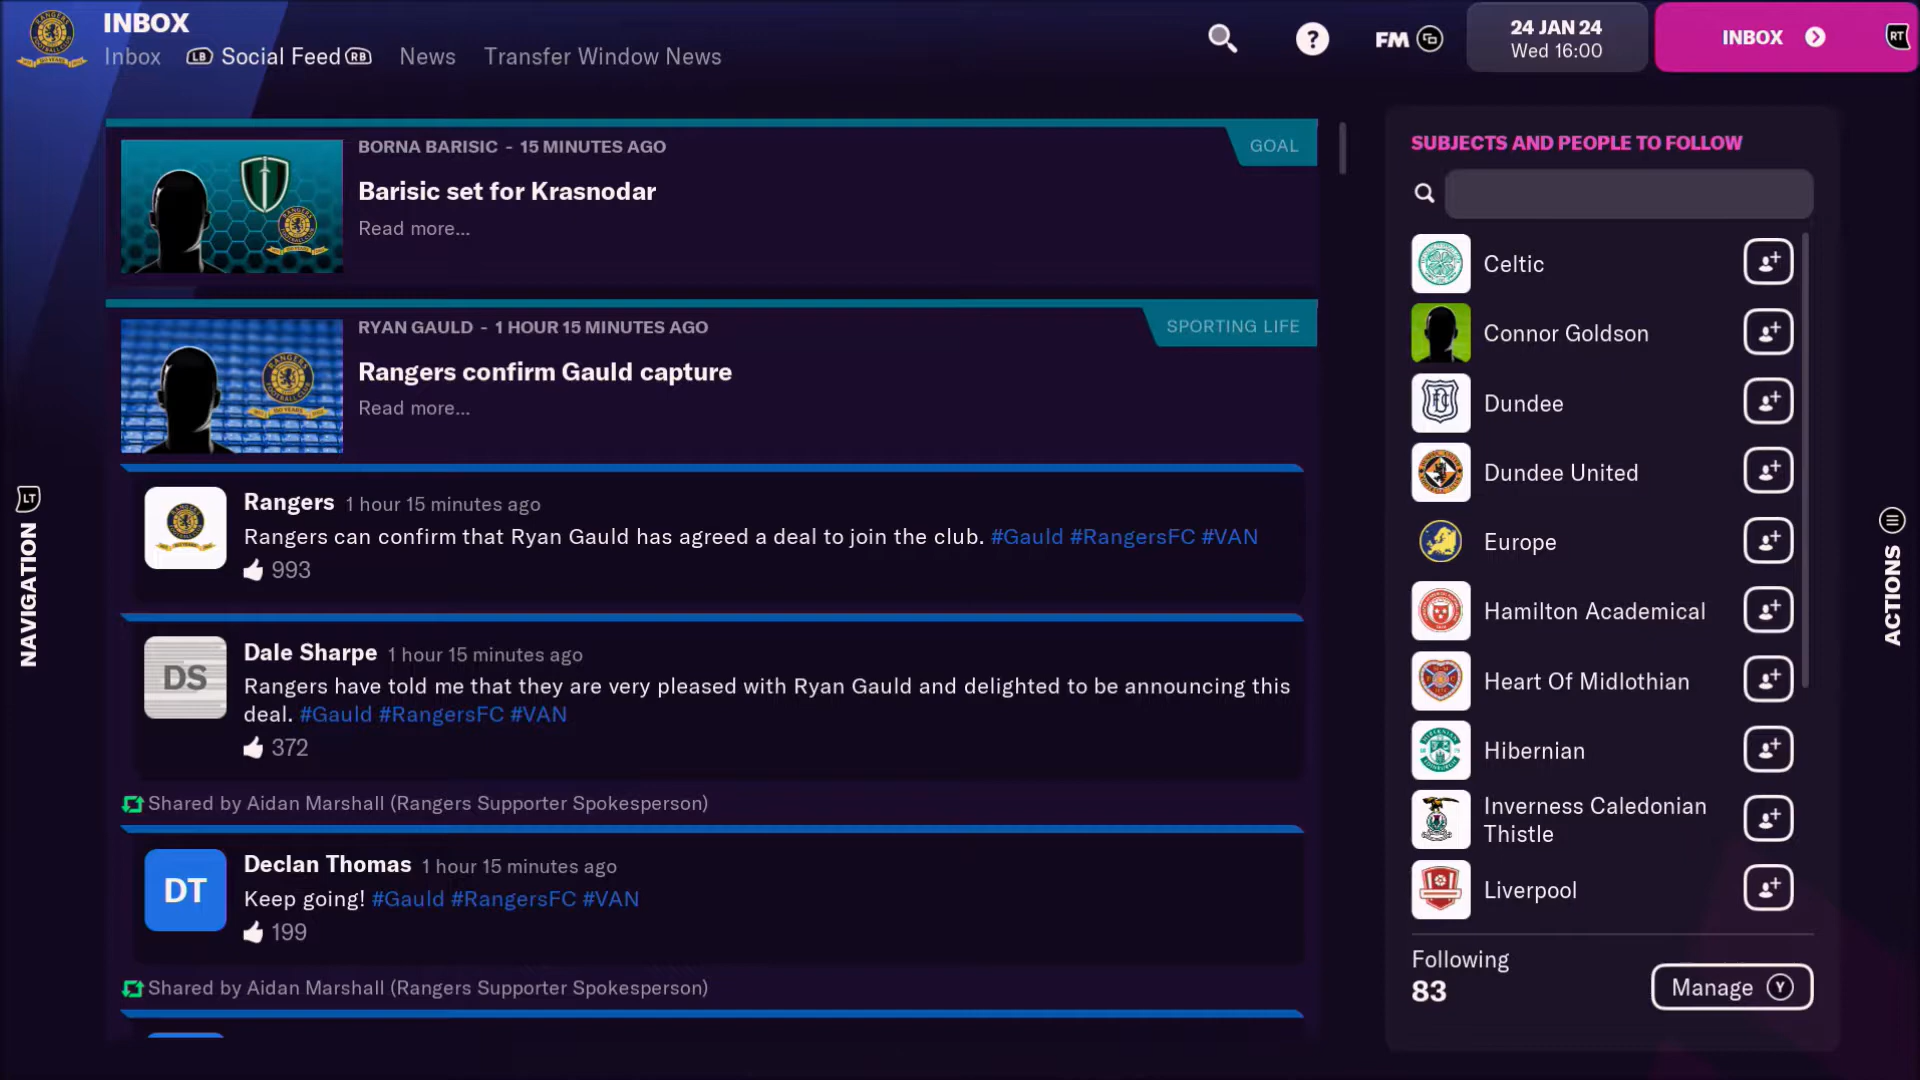 INBOX
Inbox LB Social Feed RB News Transfer Window News
FM
24 JAN 24
Wed 16:00
INBOX RT
BORNA BARISIC - 15 MINUTES AGO
GOAL
Barisic set for Krasnodar
Read more...
RYAN GAULD - 1 HOUR 15 MINUTES AGO
SPORTING LIFE
Rangers confirm Gauld capture
Read more...
Rangers 1 hour 15 minutes ago
Rangers can confirm that Ryan Gauld has agreed a deal to join the club. #Gauld #RangersFC #VAN
993
DS
Dale Sharpe 1 hour 15 minutes ago
Rangers have told me that they are very pleased with Ryan Gauld and delighted to be announcing this
deal. #Gauld #RangersFC #VAN
372
Shared by Aidan Marshall (Rangers Supporter Spokesperson)
DT
Declan Thomas 1 hour 15 minutes ago
Keep going! #Gauld #RangersFC #VAN
199
Shared by Aidan Marshall (Rangers Supporter Spokesperson)
SUBJECTS AND PEOPLE TO FOLLOW
Celtic
Connor Goldson
Dundee
Dundee United
Europe
Hamilton Academical
Heart Of Midlothian
Hibernian
Inverness Caledonian
Thistle
Liverpool
Following
83
Manage Y
LT
NAVIGATION
ACTIONS